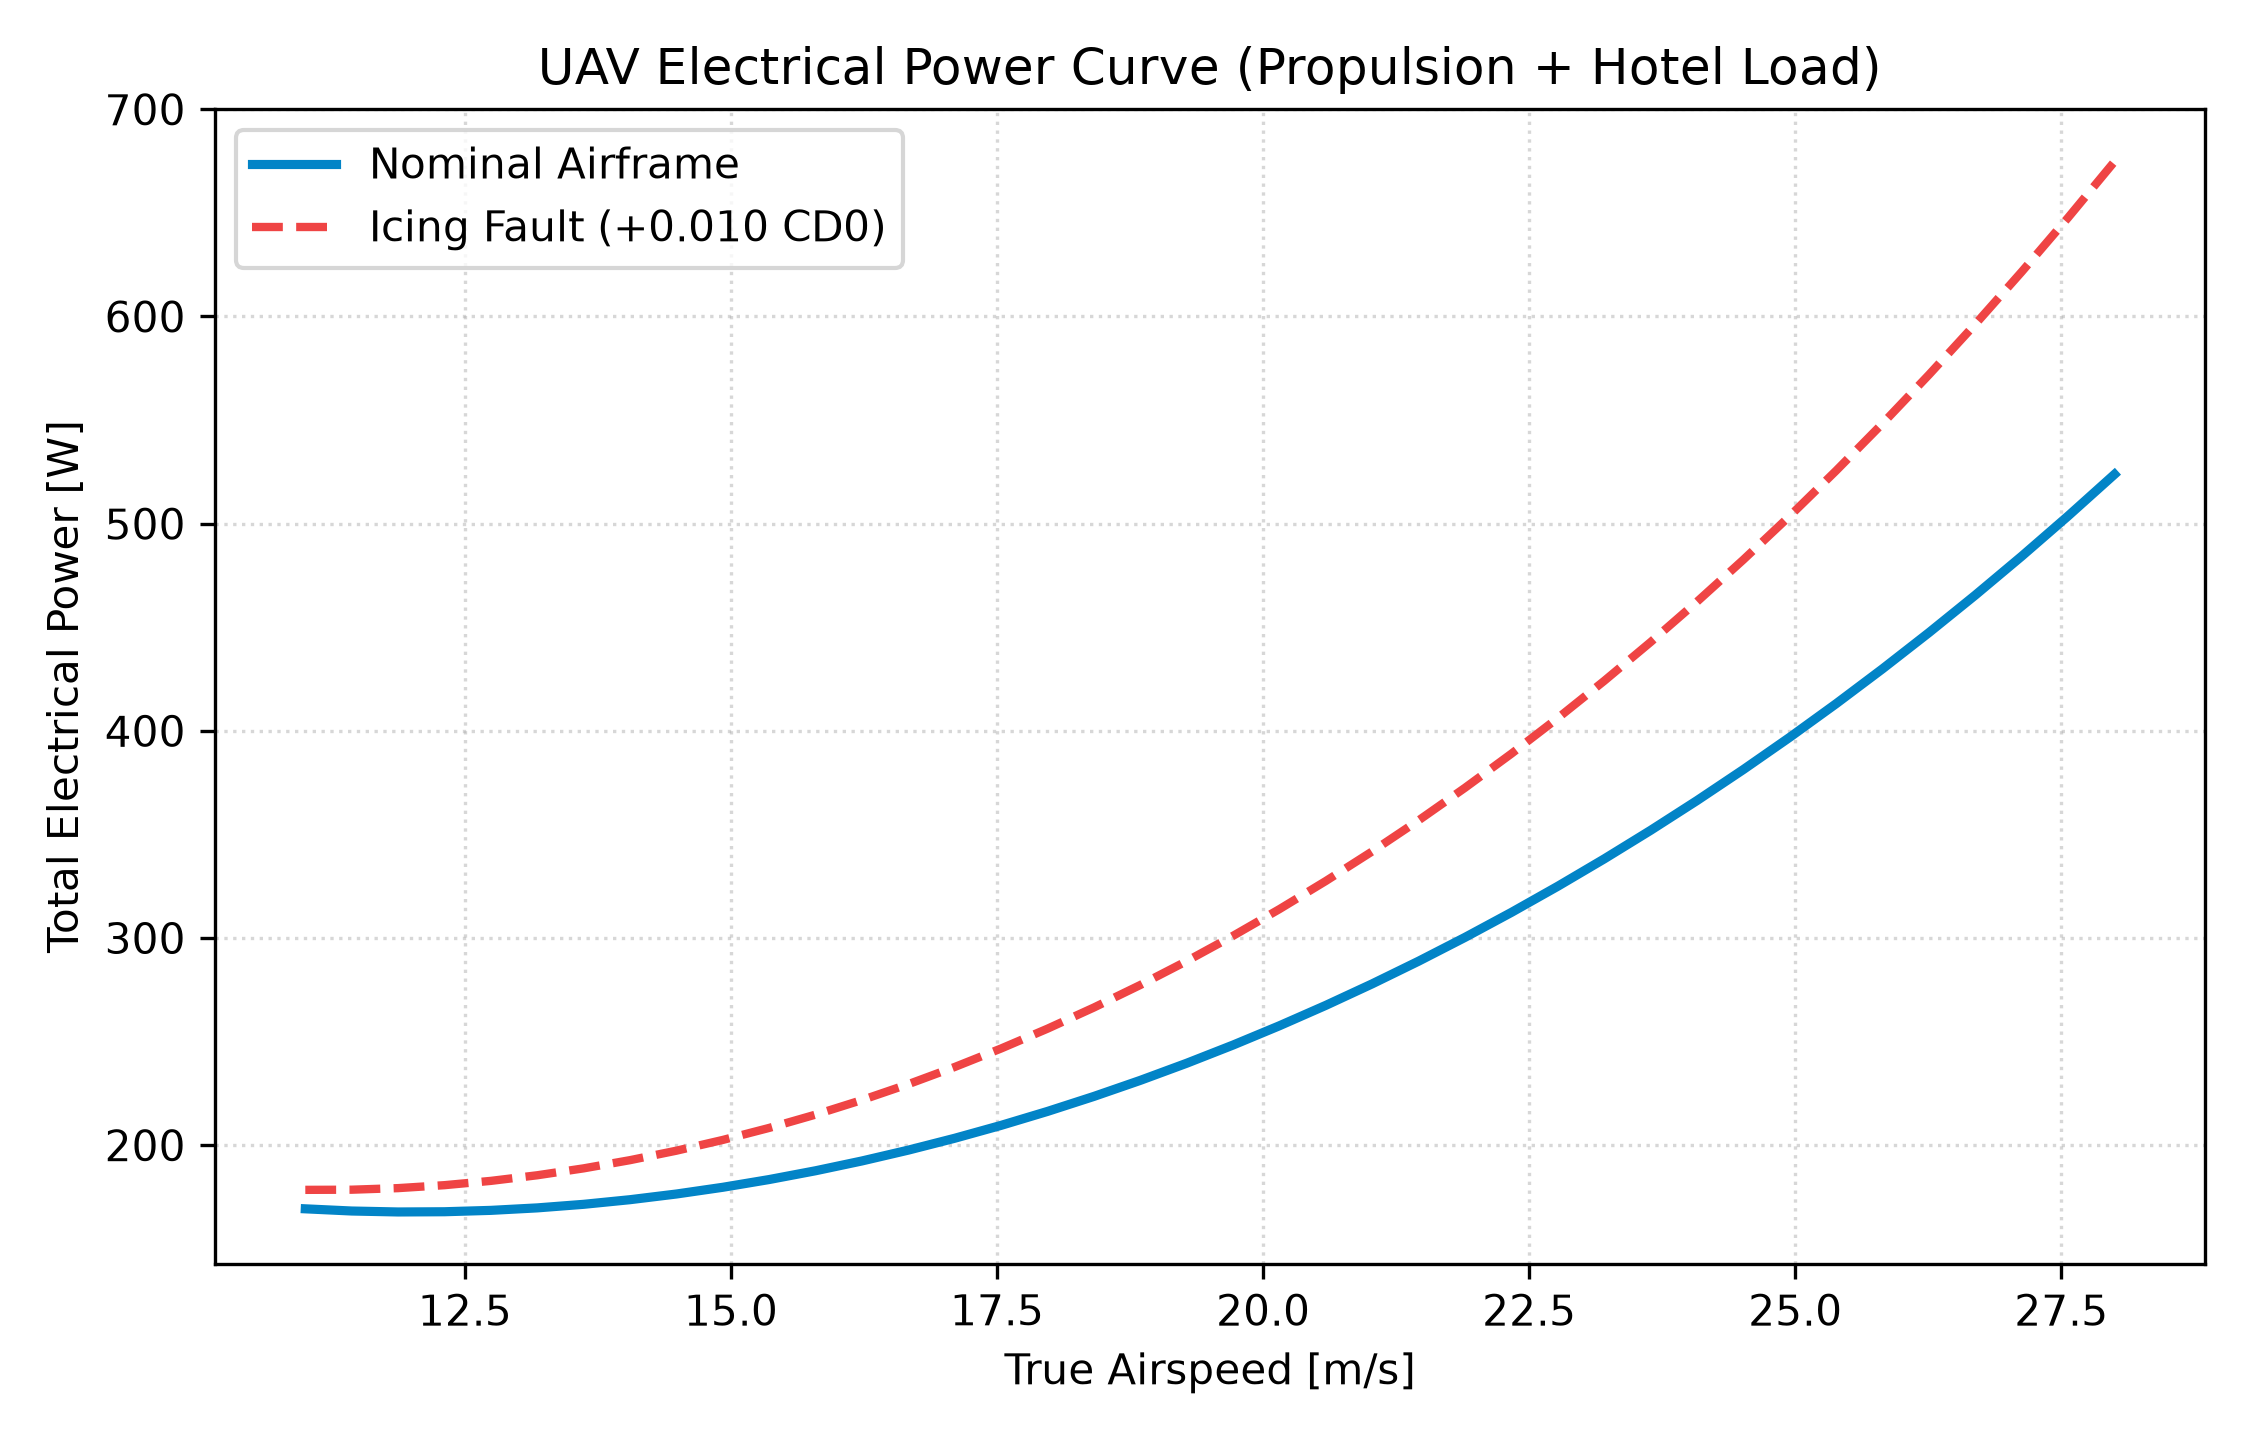 UAV Electrical Power Curve (Propulsion + Hotel Load)
Nominal Airframe
Icing Fault (+0.010 CD0)
Total Electrical Power [W]
700
600
500
400
300
200
12.5 15.0 17.5 20.0 22.5 25.0 27.5
True Airspeed [m/s]